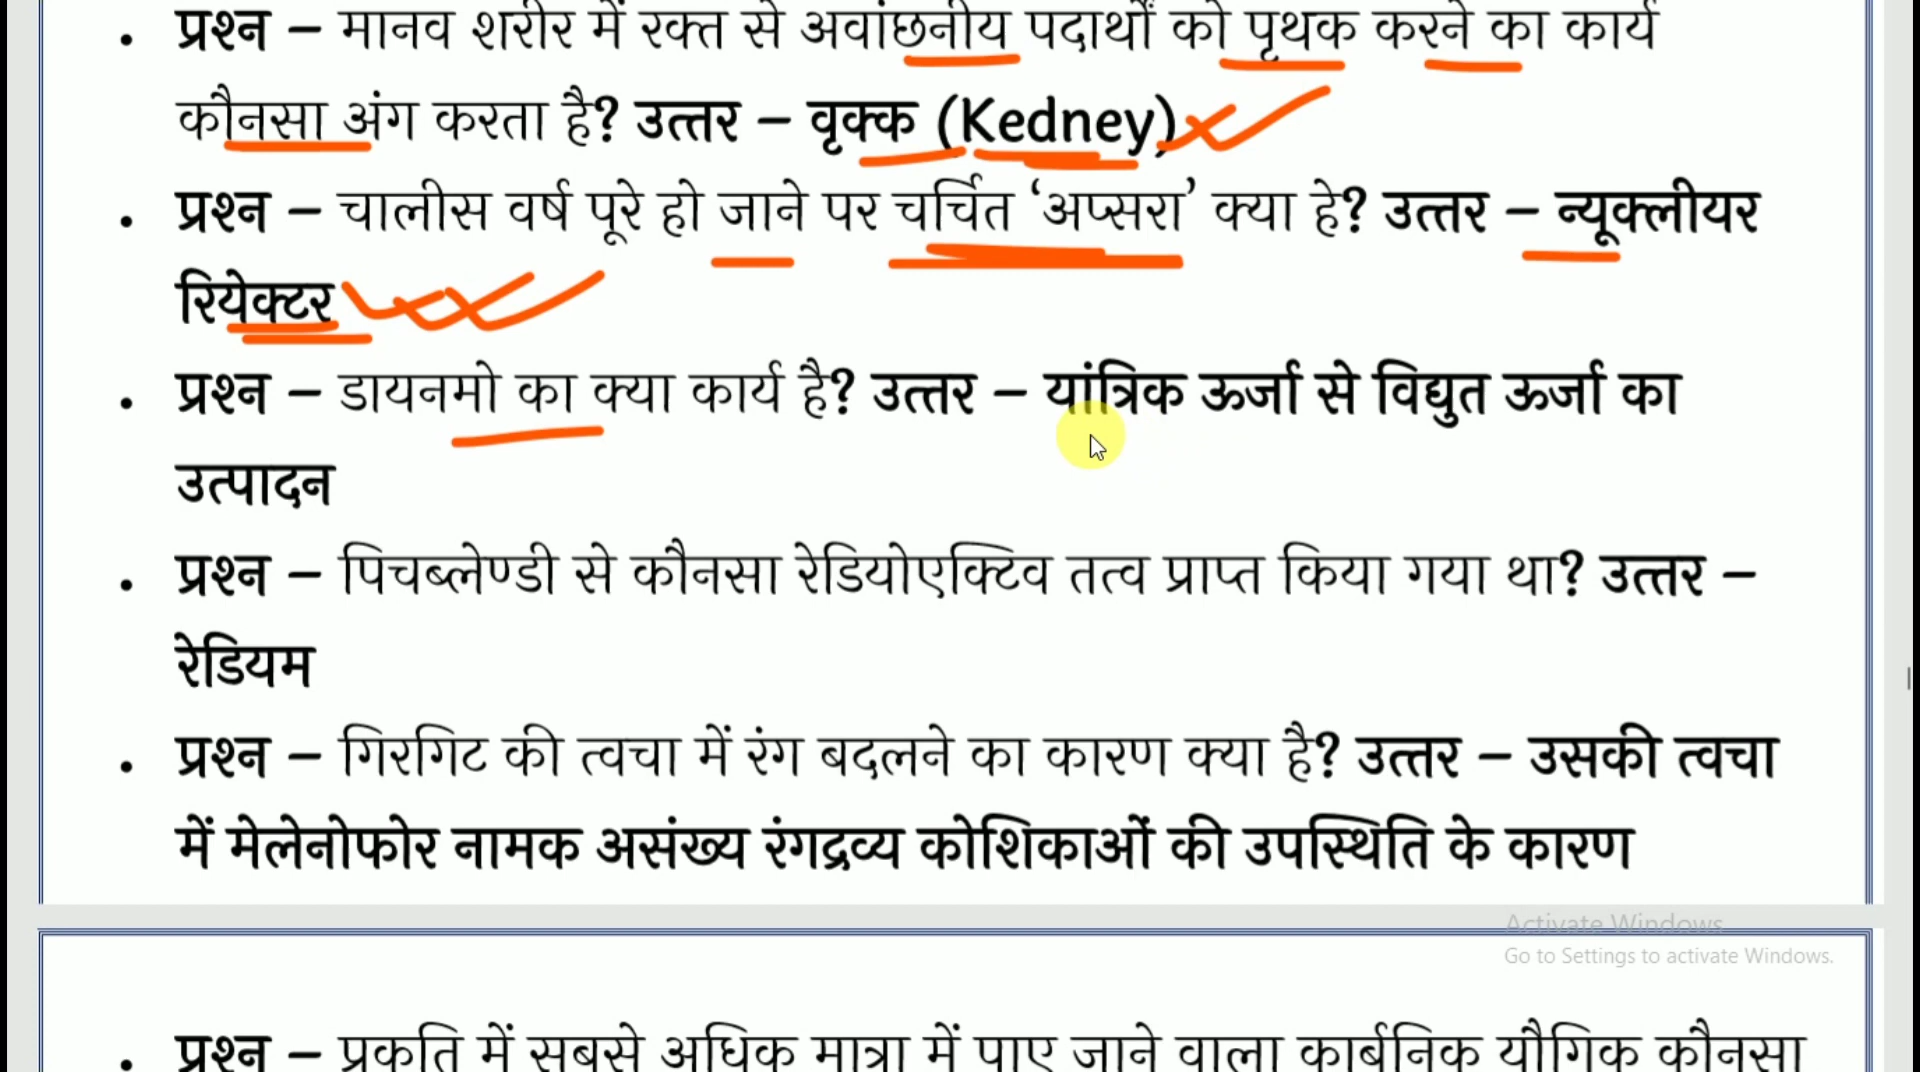 • प्रश्न – मानव शरीर में रक्त से अवांछनीय पदार्थों को पृथक करने का कार्य
कौनसा अंग करता है? उत्तर – वृक्क (Kedney)
• प्रश्न – चालीस वर्ष पूरे हो जाने पर चर्चित ‘अप्सरा’ क्या हे? उत्तर – न्यूक्लीयर
रियेक्टर
• प्रश्न – डायनमो का क्या कार्य है? उत्तर – यांत्रिक ऊर्जा से विद्युत ऊर्जा का
उत्पादन
• प्रश्न – पिचब्लेण्डी से कौनसा रेडियोएक्टिव तत्व प्राप्त किया गया था? उत्तर –
रेडियम
• प्रश्न – गिरगिट की त्वचा में रंग बदलने का कारण क्या है? उत्तर – उसकी त्वचा
में मेलेनोफोर नामक असंख्य रंगद्रव्य कोशिकाओं की उपस्थिति के कारण
Activate Windows
Go to Settings to activate Windows.
• प्रश्न – प्रकृति में सबसे अधिक मात्रा में पाए जाने वाला कार्बनिक यौगिक कौनसा